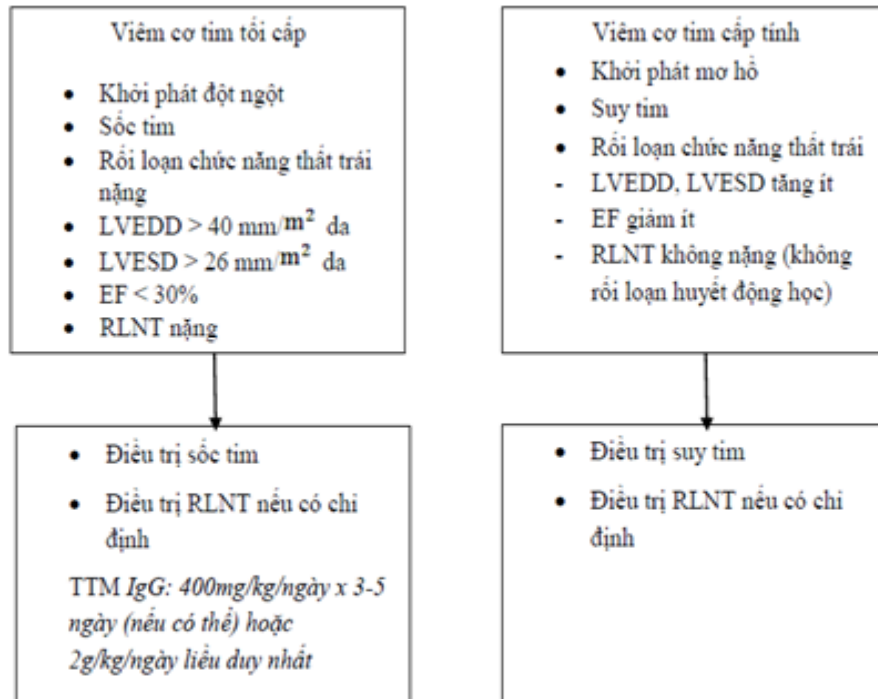 Viêm cơ tim tối cấp
• Khởi phát đột ngột
• Sốc tim
• Rối loạn chức năng thất trái
nặng
• LVEDD > 40 mm/m² da
• LVESD > 26 mm/m² da
• EF < 30%
• RLNT nặng
Viêm cơ tim cấp tính
• Khởi phát mơ hồ
• Suy tim
• Rối loạn chức năng thất trái
- LVEDD, LVESD tăng ít
- EF giảm ít
- RLNT không nặng (không
rối loạn huyết động học)
• Điều trị sốc tim
• Điều trị RLNT nếu có chỉ
định
TTM IgG: 400mg/kg/ngày x 3-5
ngày (nếu có thể) hoặc
2g/kg/ngày liều duy nhất
• Điều trị suy tim
• Điều trị RLNT nếu có chỉ
định